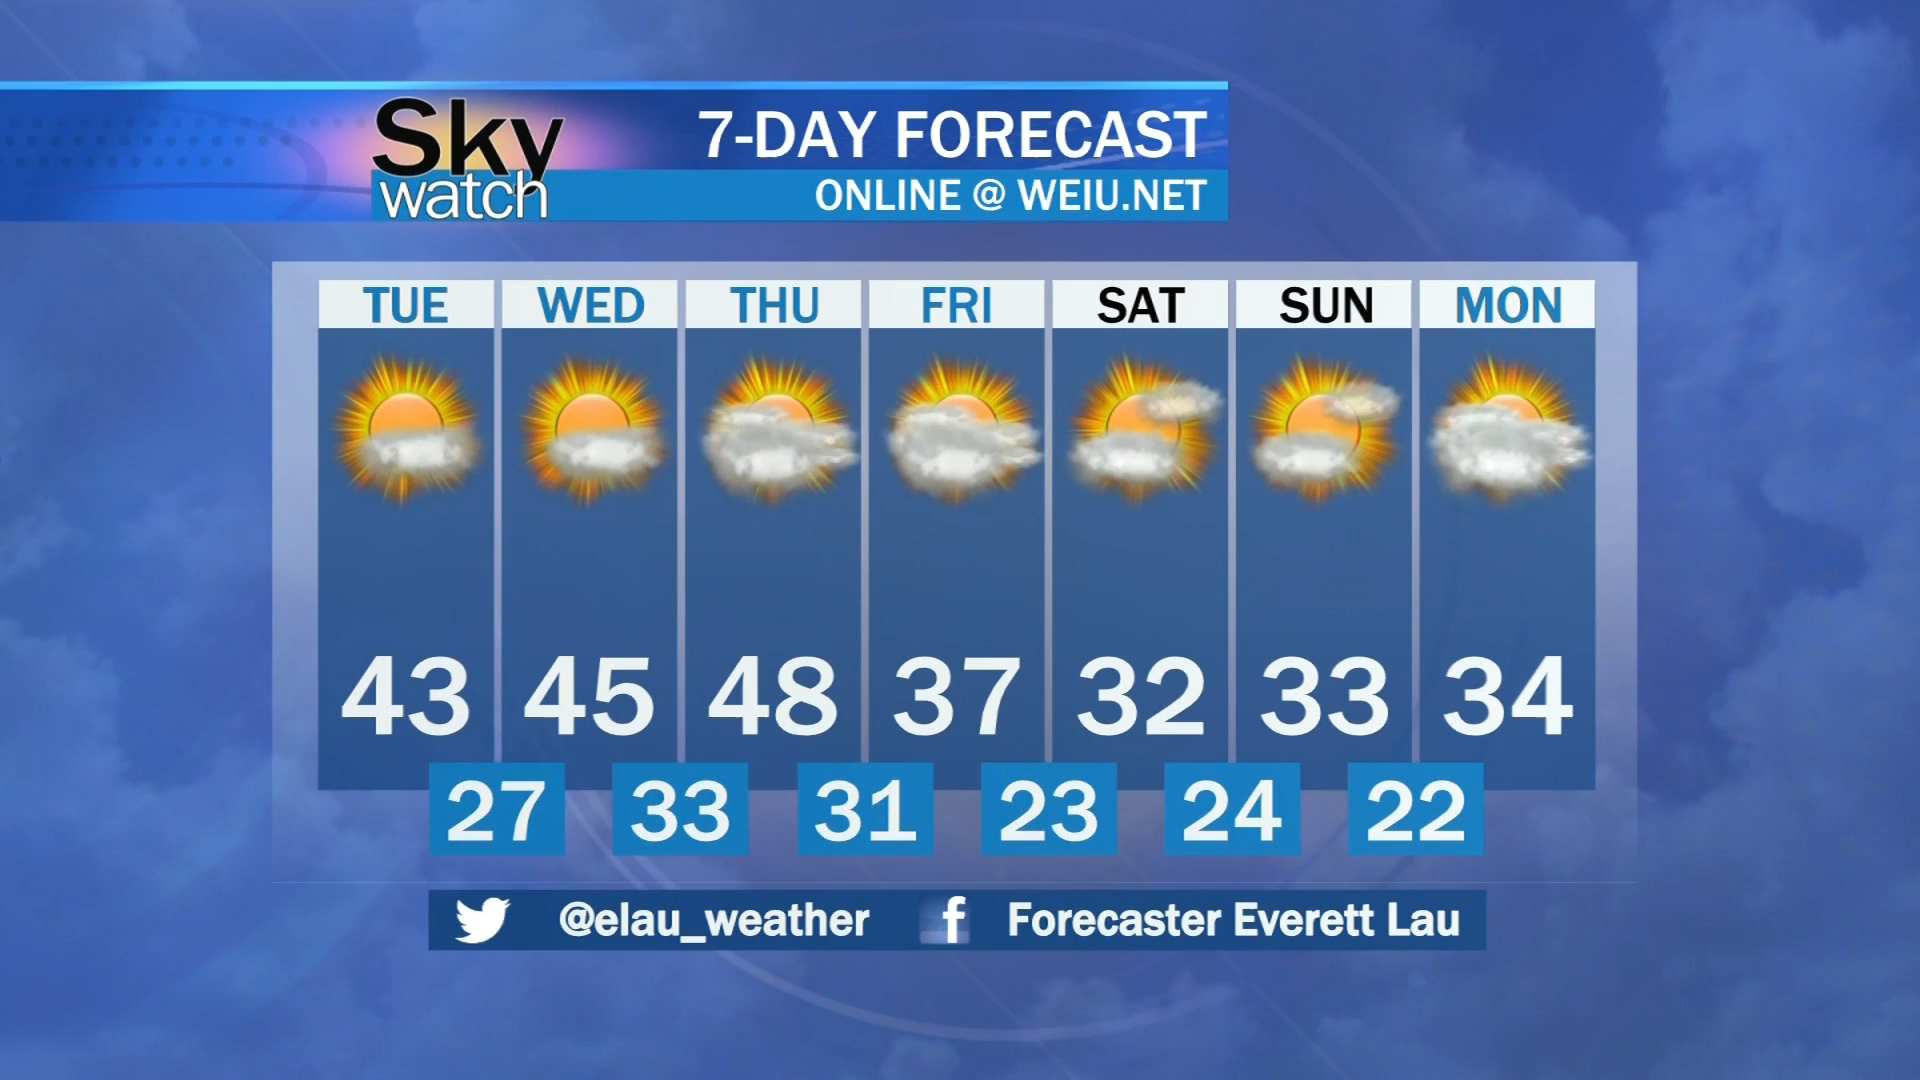 Sky
watch
7-DAY FORECAST
ONLINE @ WEIU.NET
TUE WED THU FRI SAT SUN MON
43 45 48 37 32 33 34
27 33 31 23 24 22
@elau_weather f Forecaster Everett Lau